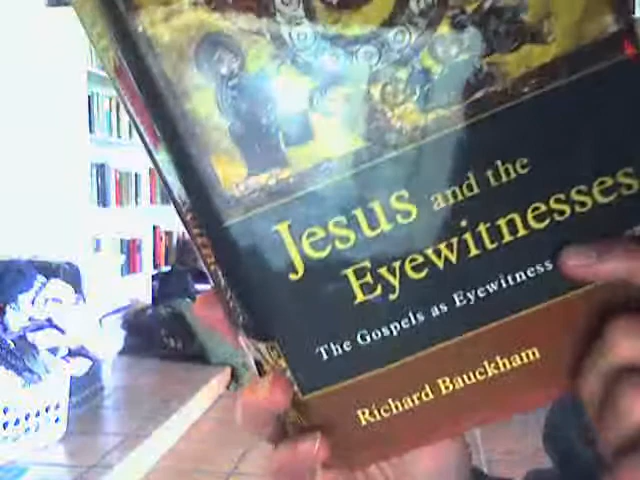 Jesus and the
Eyewitnesses
The Gospels as Eyewitness
Richard Bauckham